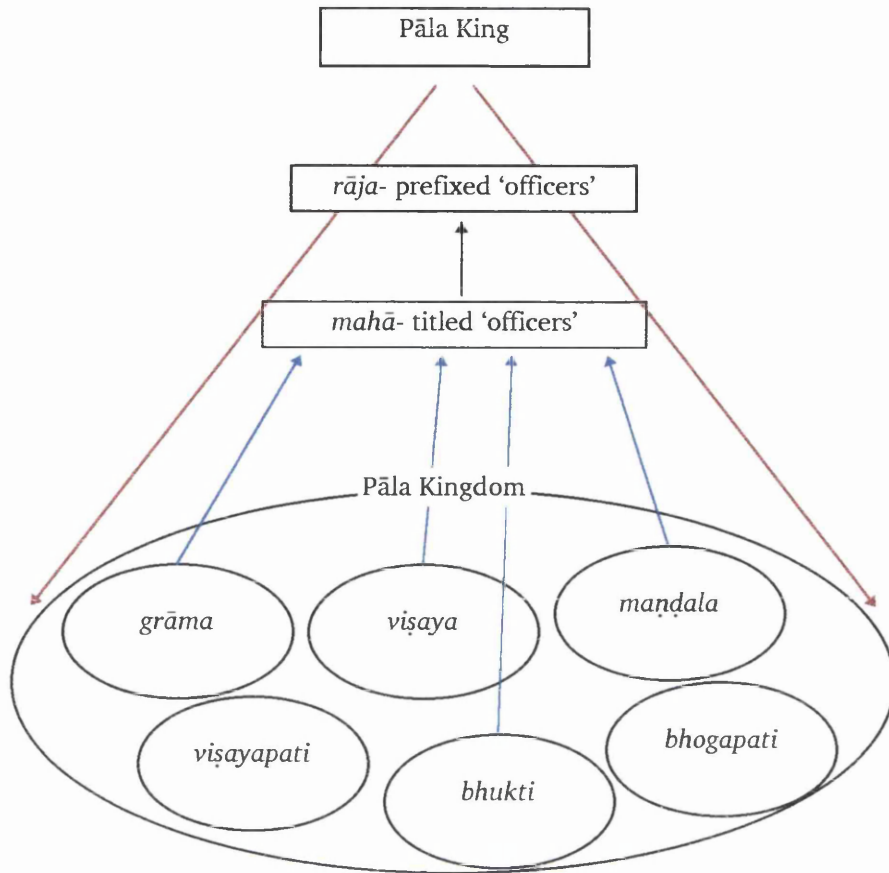 Pāla King
rāja- prefixed ‘officers’
mahā- titled ‘officers’
Pāla Kingdom
grāma
viṣaya
maṇḍala
viṣayapati
bhukti
bhogapati